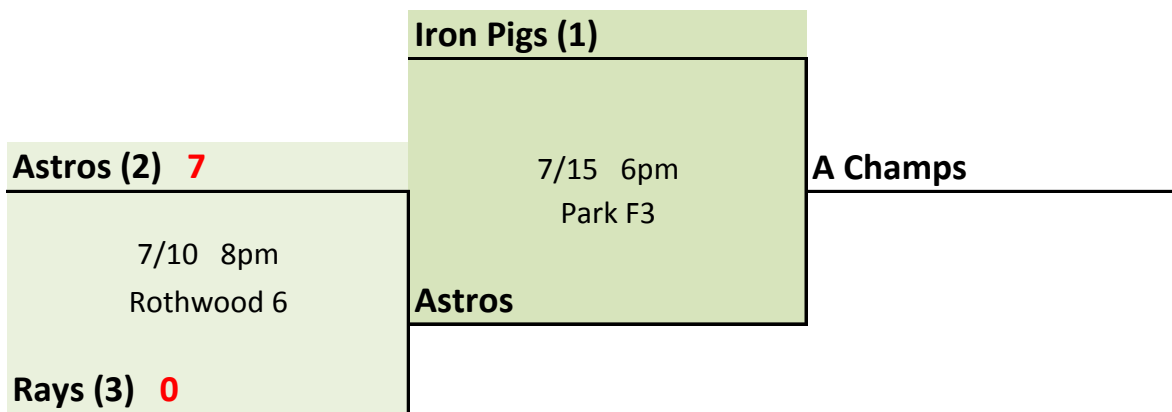 Iron Pigs (1)
Astros (2) 7
7/15 6pm
A Champs
Park F3
7/10 8pm
Rothwood 6
Astros
Rays (3) 0